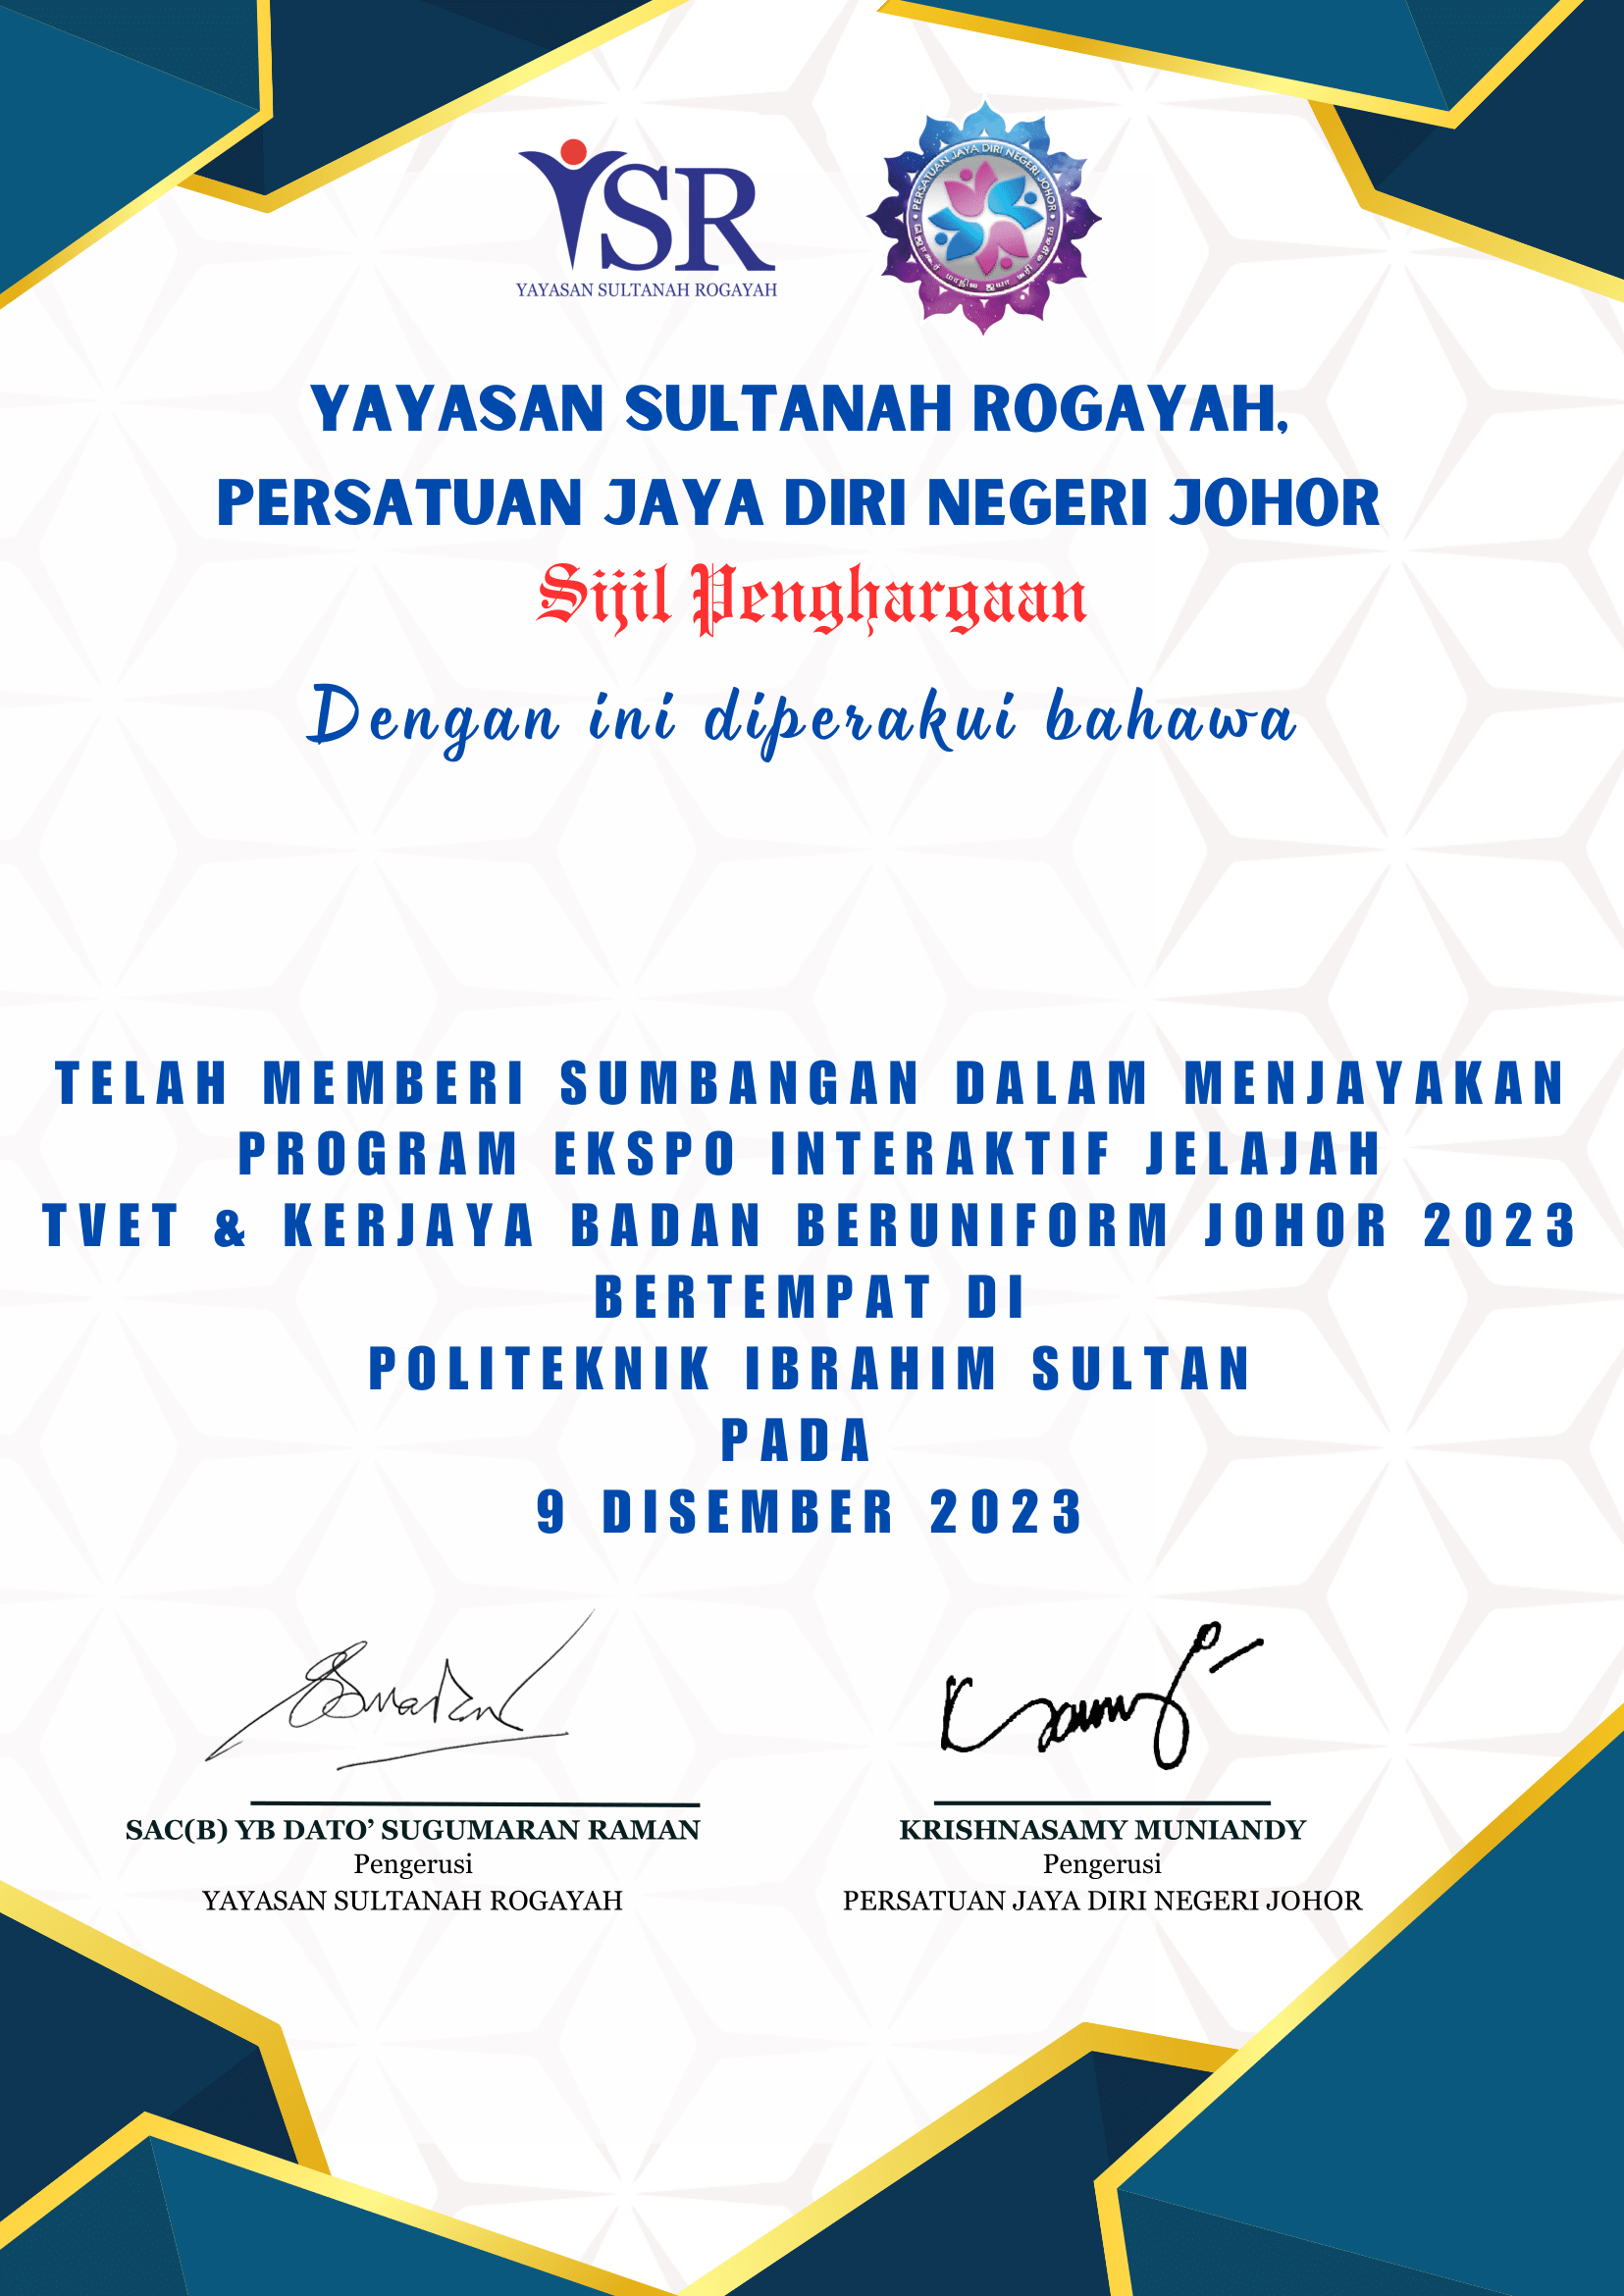 YSR
YAYASAN SULTANAH ROGAYAH
PERSATUAN JAYA DIRI NEGERI JOHOR
YAYASAN SULTANAH ROGAYAH,
PERSATUAN JAYA DIRI NEGERI JOHOR
Sijil Penghargaan
Dengan ini diperakui bahawa
TELAH MEMBERI SUMBANGAN DALAM MENJAYAKAN
PROGRAM EKSPO INTERAKTIF JELAJAH
TVET & KERJAYA BADAN BERUNIFORM JOHOR 2023
BERTEMPAT DI
POLITEKNIK IBRAHIM SULTAN
PADA
9 DISEMBER 2023
SAC(B) YB DATO’ SUGUMARAN RAMAN
Pengerusi
YAYASAN SULTANAH ROGAYAH
KRISHNASAMY MUNIANDY
Pengerusi
PERSATUAN JAYA DIRI NEGERI JOHOR